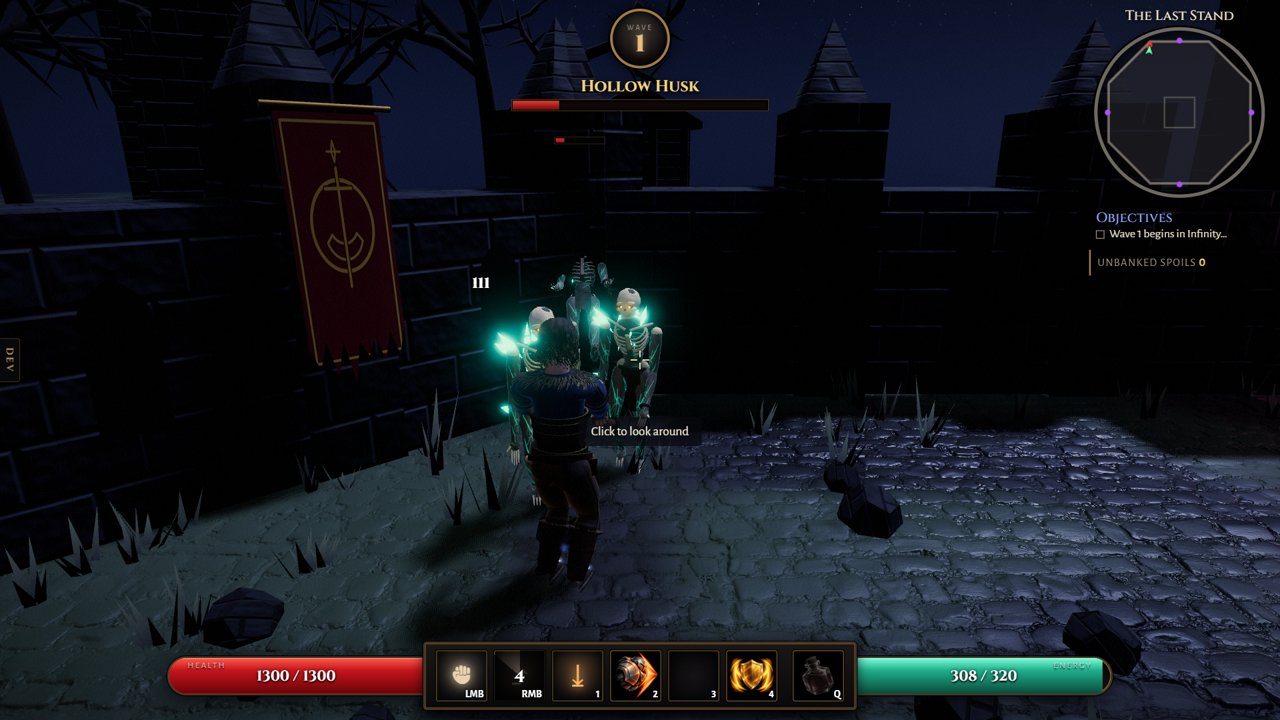 WAVE
1
HOLLOW HUSK
THE LAST STAND
OBJECTIVES
Wave 1 begins in Infinity...
UNBANKED SPOILS 0
111
DEV
Click to look around
HEALTH
1300 / 1300
LMB
4
RMB
1
2
3
4
Q
308 / 320
ENERGY